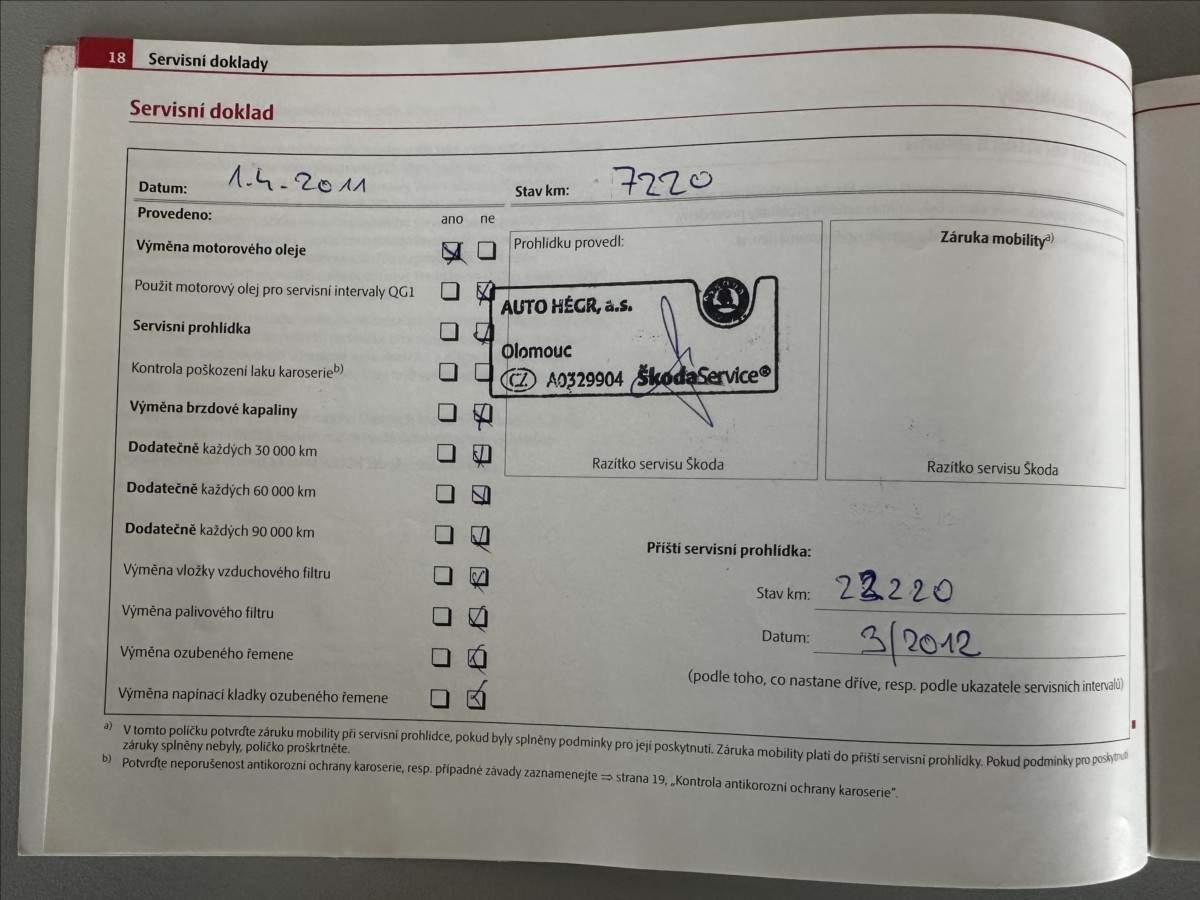 18 Servisní doklady
Servisní doklad
Datum: 1.4.2011 Stav km: 7220
Provedeno: ano ne
Výměna motorového oleje
Použit motorový olej pro servisní intervaly QG1
Servisní prohlídka
Kontrola poškození laku karoserie b)
Výměna brzdové kapaliny
Dodatečně každých 30 000 km
Dodatečně každých 60 000 km
Dodatečně každých 90 000 km
Výměna vložky vzduchového filtru
Výměna palivového filtru
Výměna ozubeného řemene
Výměna napínací kladky ozubeného řemene
Prohlídku provedl:
AUTO HÉGR, a.s.
Olomouc
CZ A0329904 ŠkodaService®
Razítko servisu Škoda
Záruka mobility a)
Razítko servisu Škoda
Příští servisní prohlídka:
Stav km: 22220
Datum: 3/2012
(podle toho, co nastane dříve, resp. podle ukazatele servisních intervalů)
a) V tomto políčku potvrďte záruku mobility při servisní prohlídce, pokud byly splněny podmínky pro její poskytnutí. Záruka mobility platí do příští servisní prohlídky. Pokud podmínky pro poskytnutí
záruky splněny nebyly, políčko proškrtněte.
b) Potvrďte neporušenost antikorozní ochrany karoserie, resp. případné závady zaznamenejte ⇒ strana 19, „Kontrola antikorozní ochrany karoserie“.